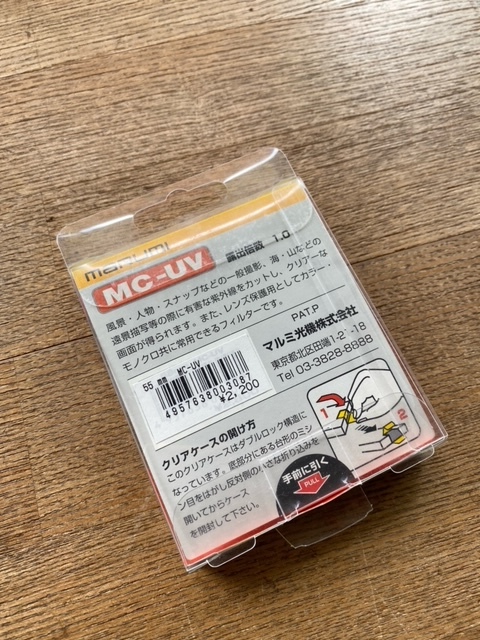 marumi
MC-UV 露出倍数 1.0
風景・人物・スナップなどの一般撮影、海・山などの
遠景描写等の際に有害な紫外線をカットし、クリアーな
画面が得られます。また、レンズ保護用としてカラー・
モノクロ共に常用できるフィルターです。
PAT.P
マルミ光機株式会社
東京都北区田端1-2-18
Tel 03-3828-8888
55 MC-UV
4957638003087
¥2,200
クリアケースの開け方
このクリアケースはダブルロック構造に
なっています。底部分にある台形のミシ
ン目をはがし反対側の小さな折り込みを
開いてからケース
を開封して下さい。
1
2
手前に引く
PULL